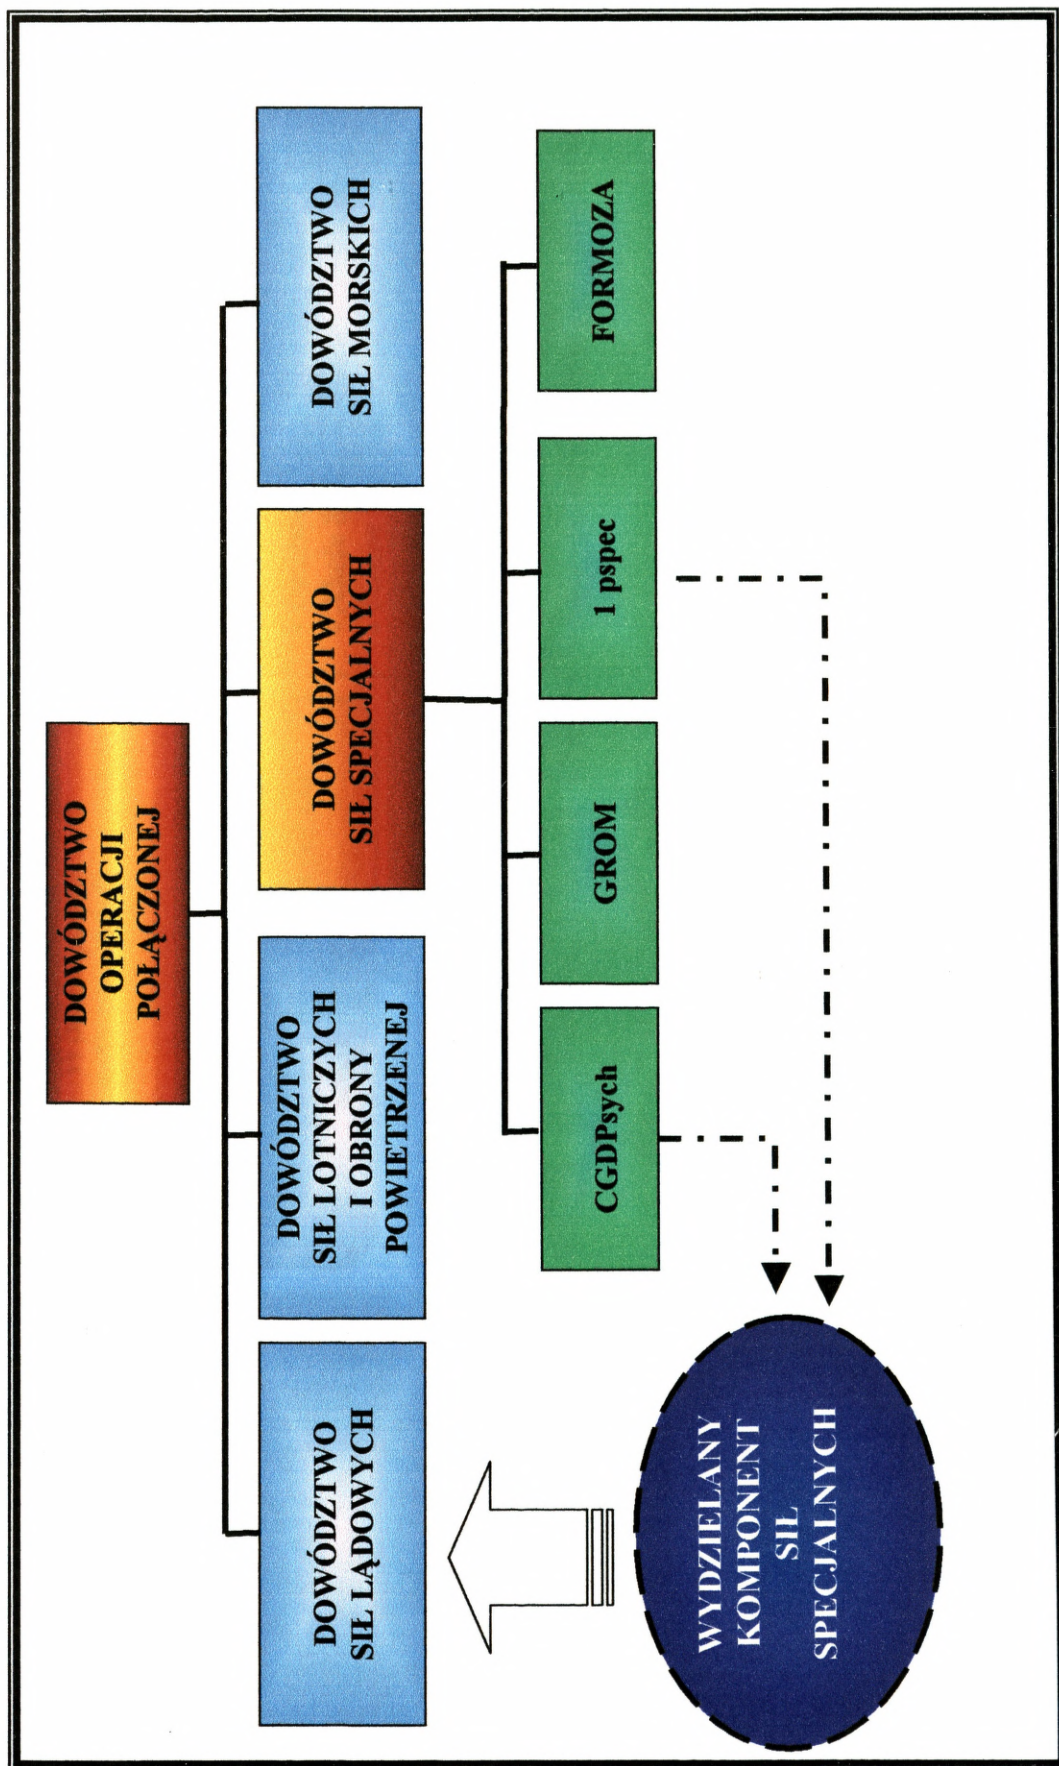 DOWÓDZTWO
OPERACJI
POŁĄCZONEJ
DOWÓDZTWO
SIŁ LĄDOWYCH
DOWÓDZTWO
SIŁ LOTNICZYCH
I OBRONY
POWIETRZENEJ
DOWÓDZTWO
SIŁ SPECJALNYCH
DOWÓDZTWO
SIŁ MORSKICH
CGDPsych
GROM
1 pspec
FORMOZA
WYDZIELANY
KOMPONENT
SIŁ
SPECJALNYCH